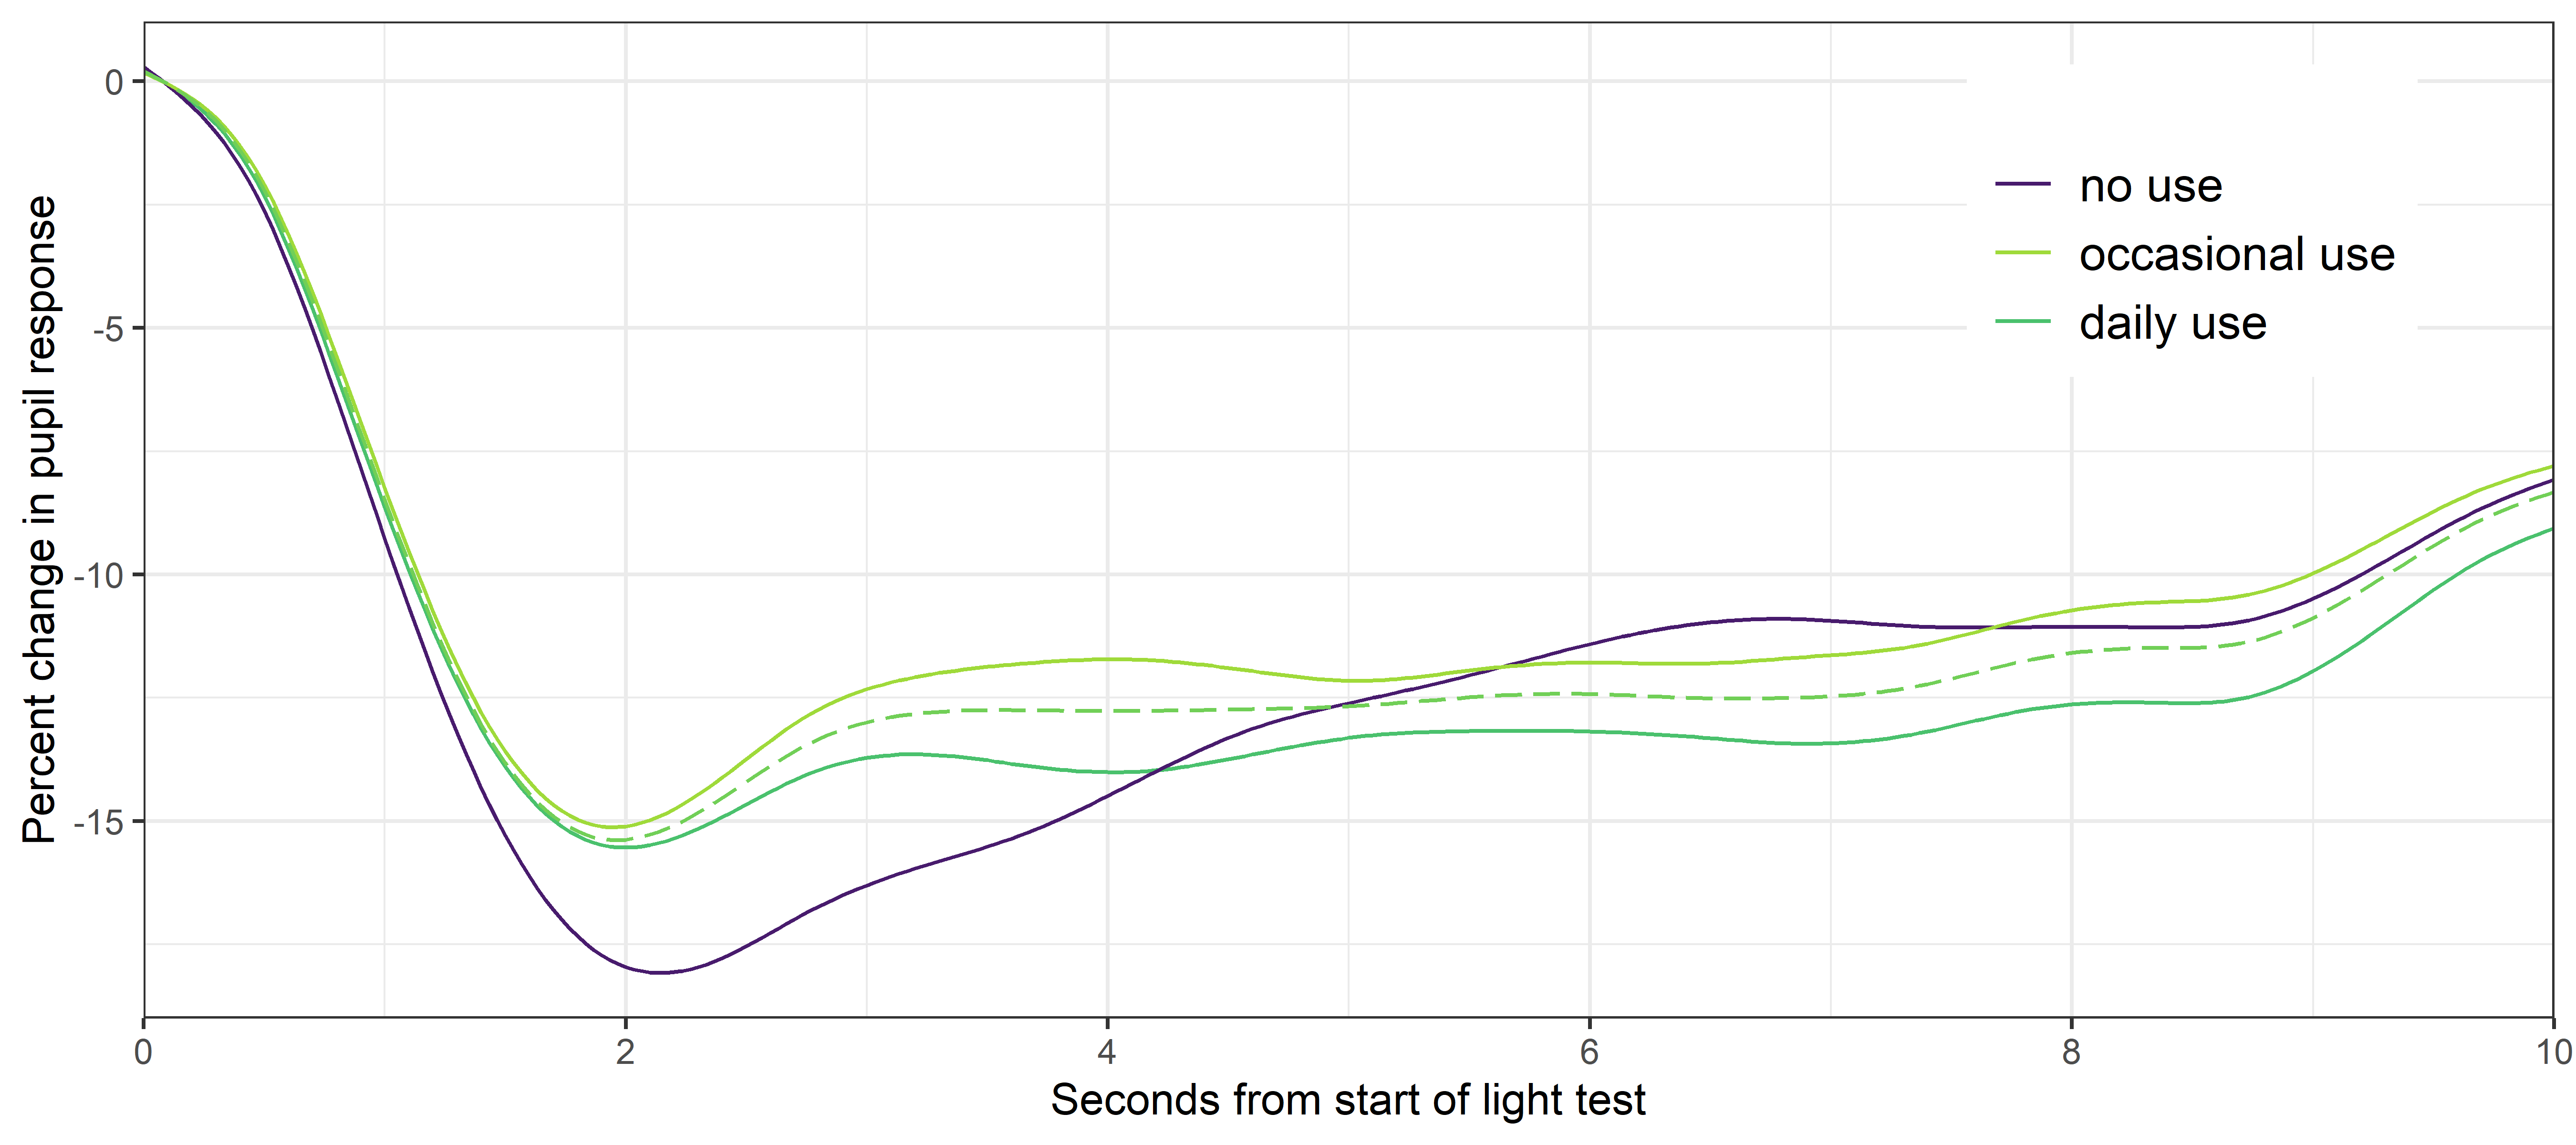 Percent change in pupil response
0
-5
-10
-15
no use
occasional use
daily use
0 2 4 6 8 10
Seconds from start of light test